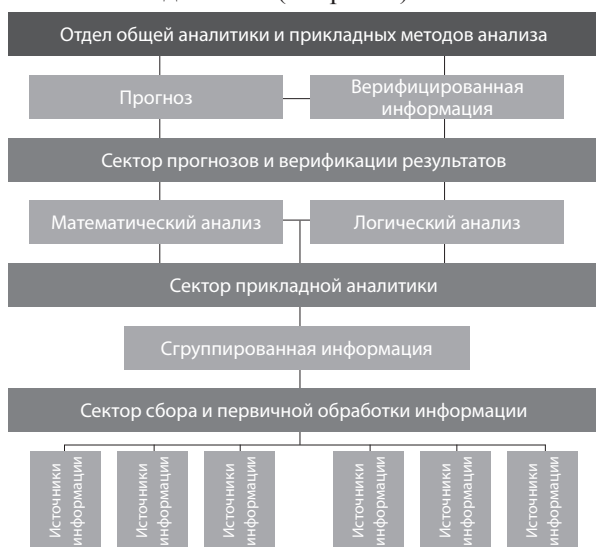 Отдел общей аналитики и прикладных методов анализа
Прогноз
Верифицированная
информация
Сектор прогнозов и верификации результатов
Математический анализ
Логический анализ
Сектор прикладной аналитики
Сгруппированная информация
Сектор сбора и первичной обработки информации
Источники
информации
Источники
информации
Источники
информации
Источники
информации
Источники
информации
Источники
информации